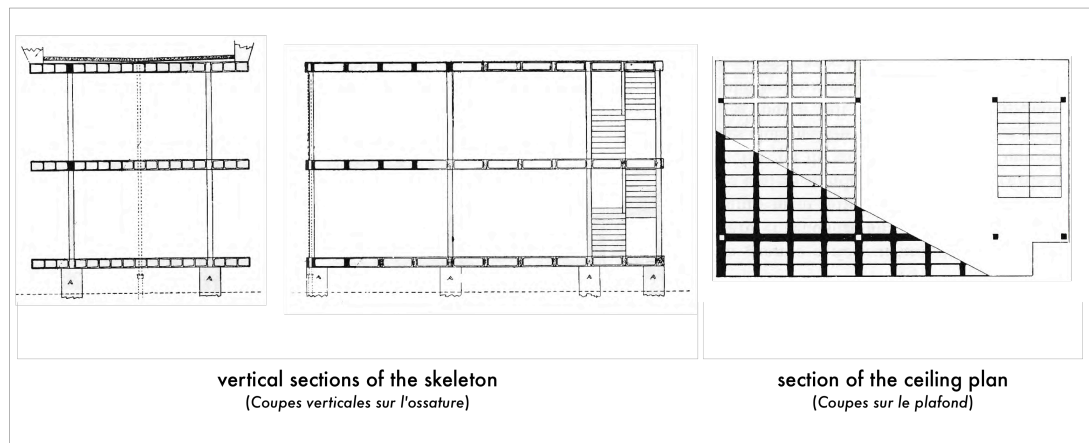 A
A
A
A
A
A
vertical sections of the skeleton
(Coupes verticales sur l'ossature)
section of the ceiling plan
(Coupes sur le plafond)